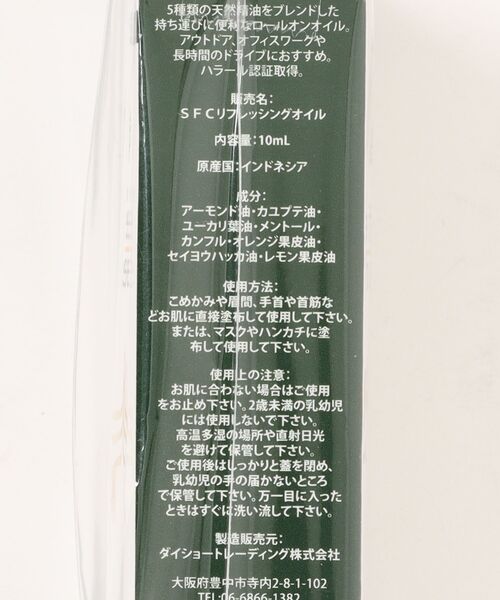 5種類の天然精油をブレンドした
持ち運びに便利なロールオンオイル。
アウトドア、オフィスワークや
長時間のドライブにおすすめ。
ハラール認証取得。
販売名：
ＳＦＣリフレッシングオイル
内容量：10mL
原産国：インドネシア
成分：
アーモンド油・カユプテ油・
ユーカリ葉油・メントール・
カンフル・オレンジ果皮油・
セイヨウハッカ油・レモン果皮油
使用方法：
こめかみや眉間、手首や首筋な
どお肌に直接塗布して使用して下さい。
または、マスクやハンカチに塗
布して使用して下さい。
使用上の注意：
お肌に合わない場合はご使用
をお止め下さい。2歳未満の乳幼児
には使用しないで下さい。
高温多湿の場所や直射日光
を避けて保管して下さい。
ご使用後はしっかりと蓋を閉め、
乳幼児の手の届かないところ
で保管して下さい。万一目に入った
ときはすぐに洗い流して下さい。
製造販売元：
ダイショートレーディング株式会社
大阪府豊中市寺内2-8-1-102
TEL:06-6866-1382